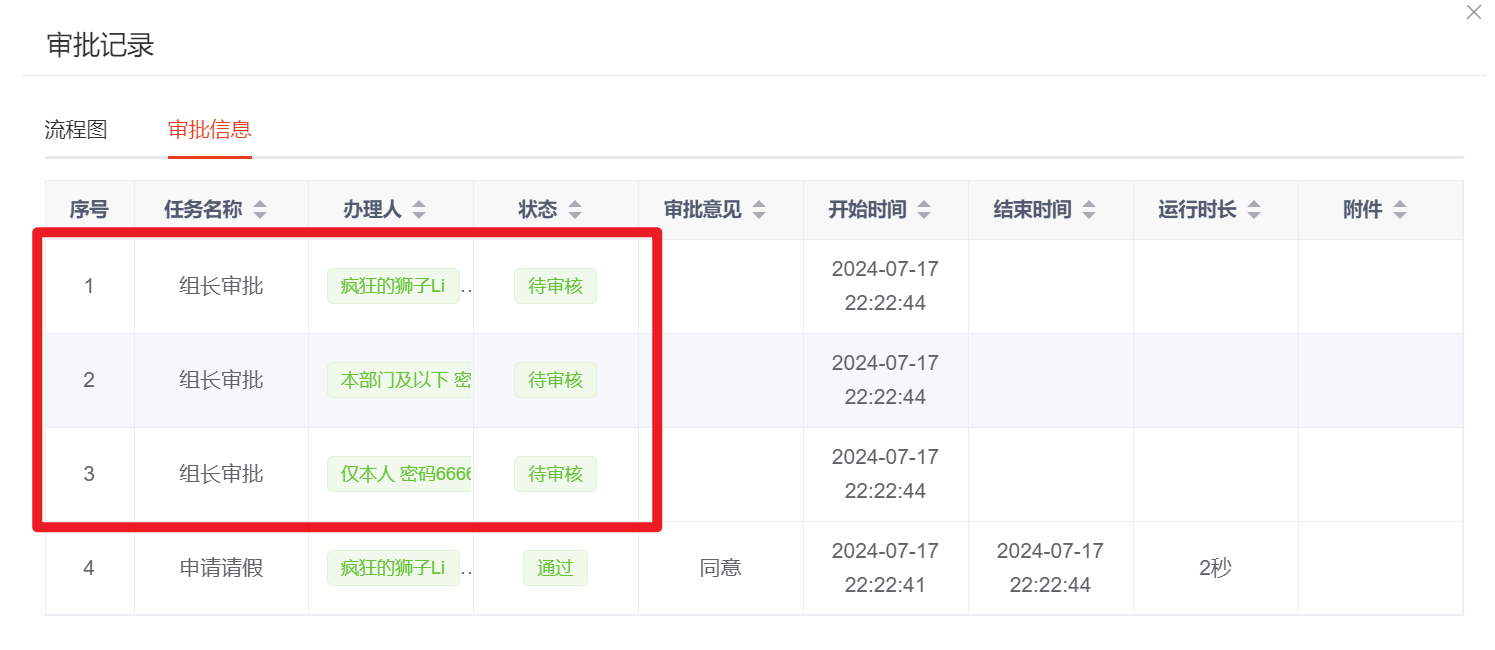 审批记录
流程图 审批信息
序号 任务名称 办理人 状态 审批意见 开始时间 结束时间 运行时长 附件
1 组长审批 疯狂的狮子Li .. 待审核 2024-07-17 22:22:44
2 组长审批 本部门及以下 密 待审核 2024-07-17 22:22:44
3 组长审批 仅本人 密码666 待审核 2024-07-17 22:22:44
4 申请请假 疯狂的狮子Li .. 通过 同意 2024-07-17 22:22:41 2024-07-17 22:22:44 2秒